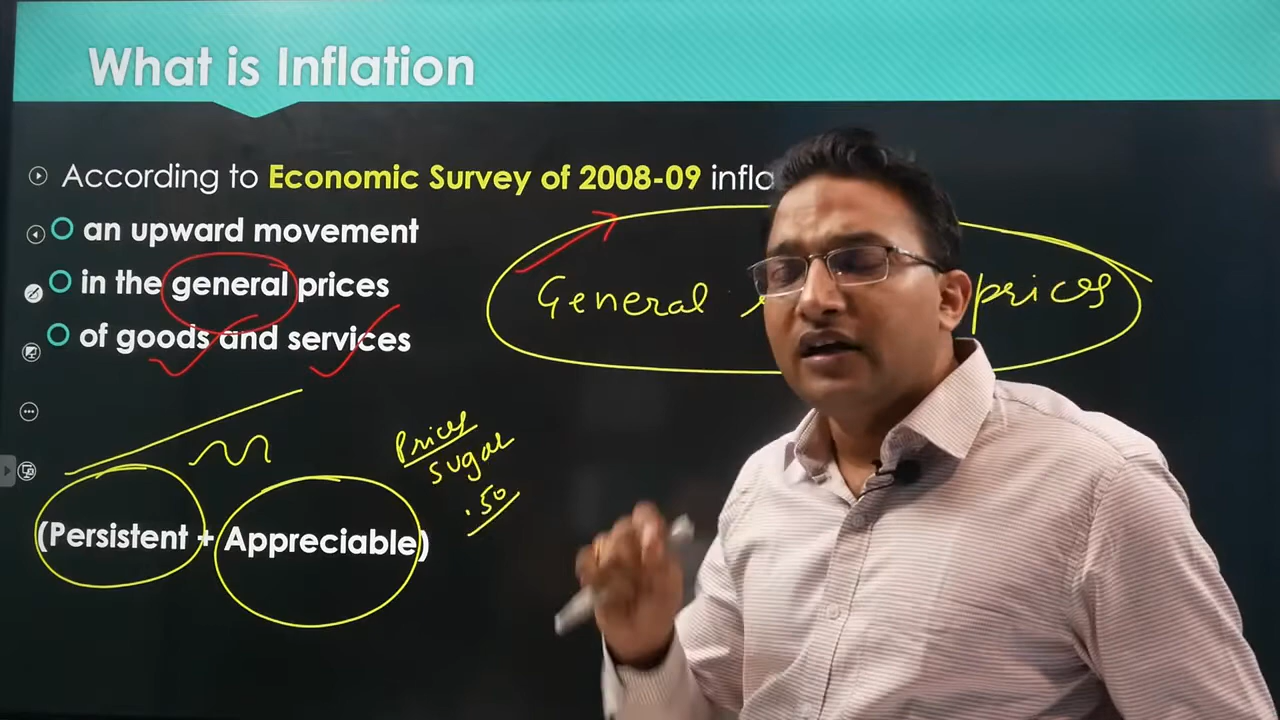 What is Inflation
According to Economic Survey of 2008-09 infla
an upward movement
in the general prices
of goods and services
General prices
Prices
Sugar
.50
(Persistent + Appreciable)